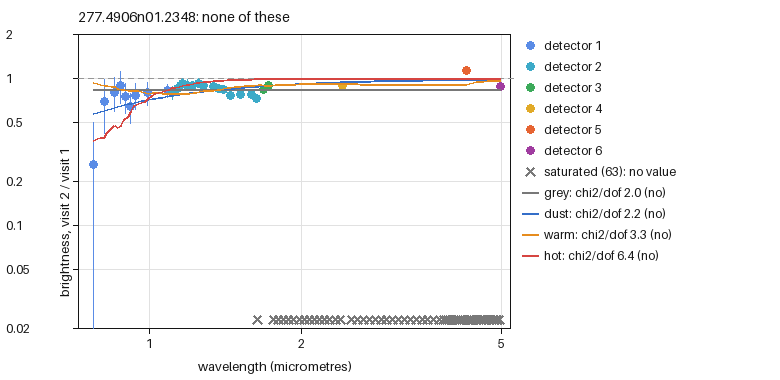 277.4906n01.2348: none of these
2
1
0.5
0.2
0.1
0.05
0.02
brightness, visit 2 / visit 1
1
2
5
wavelength (micrometres)
detector 1
detector 2
detector 3
detector 4
detector 5
detector 6
saturated (63): no value
grey: chi2/dof 2.0 (no)
dust: chi2/dof 2.2 (no)
warm: chi2/dof 3.3 (no)
hot: chi2/dof 6.4 (no)